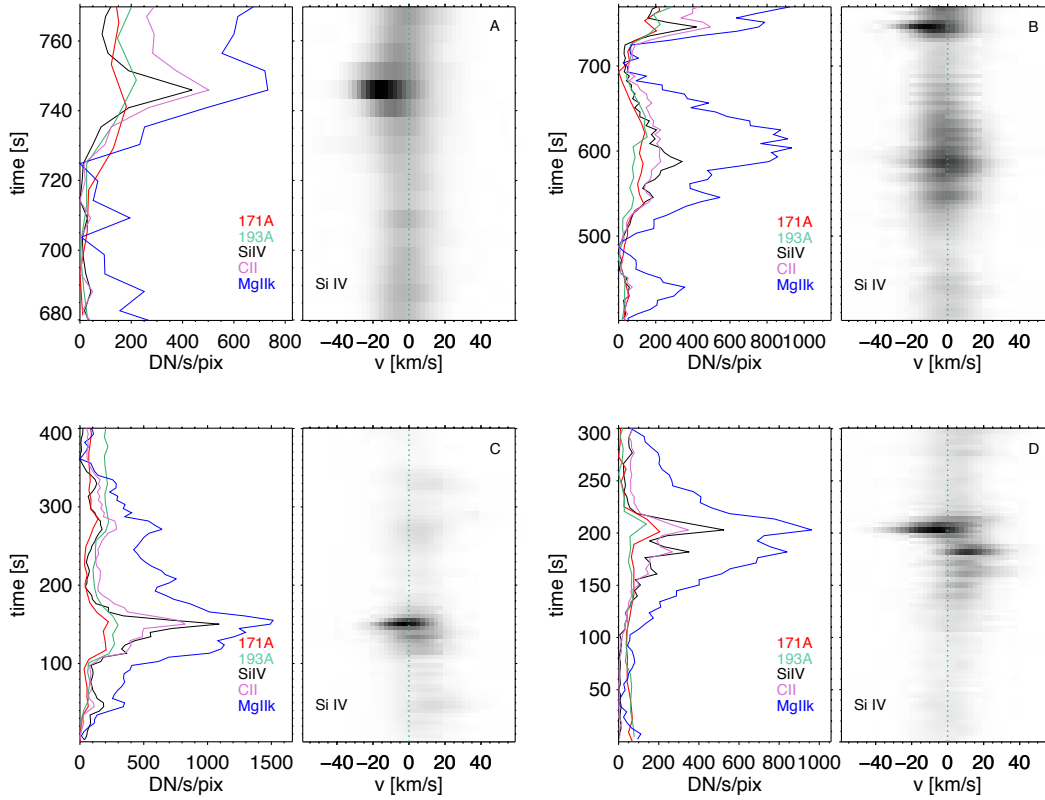 A
760
740
720
700
680
time [s]
171A
193A
SiIV
CII
MgIIk
Si IV
0 200 400 600 800
DN/s/pix
−40 −20 0 20 40
v [km/s]
B
700
600
500
time [s]
171A
193A
SiIV
CII
MgIIk
Si IV
0 200 400 600 800 1000
DN/s/pix
−40 −20 0 20 40
v [km/s]
C
400
300
200
100
time [s]
171A
193A
SiIV
CII
MgIIk
Si IV
0 500 1000 1500
DN/s/pix
−40 −20 0 20 40
v [km/s]
D
300
250
200
150
100
50
time [s]
171A
193A
SiIV
CII
MgIIk
Si IV
0 200 400 600 800 1000
DN/s/pix
−40 −20 0 20 40
v [km/s]